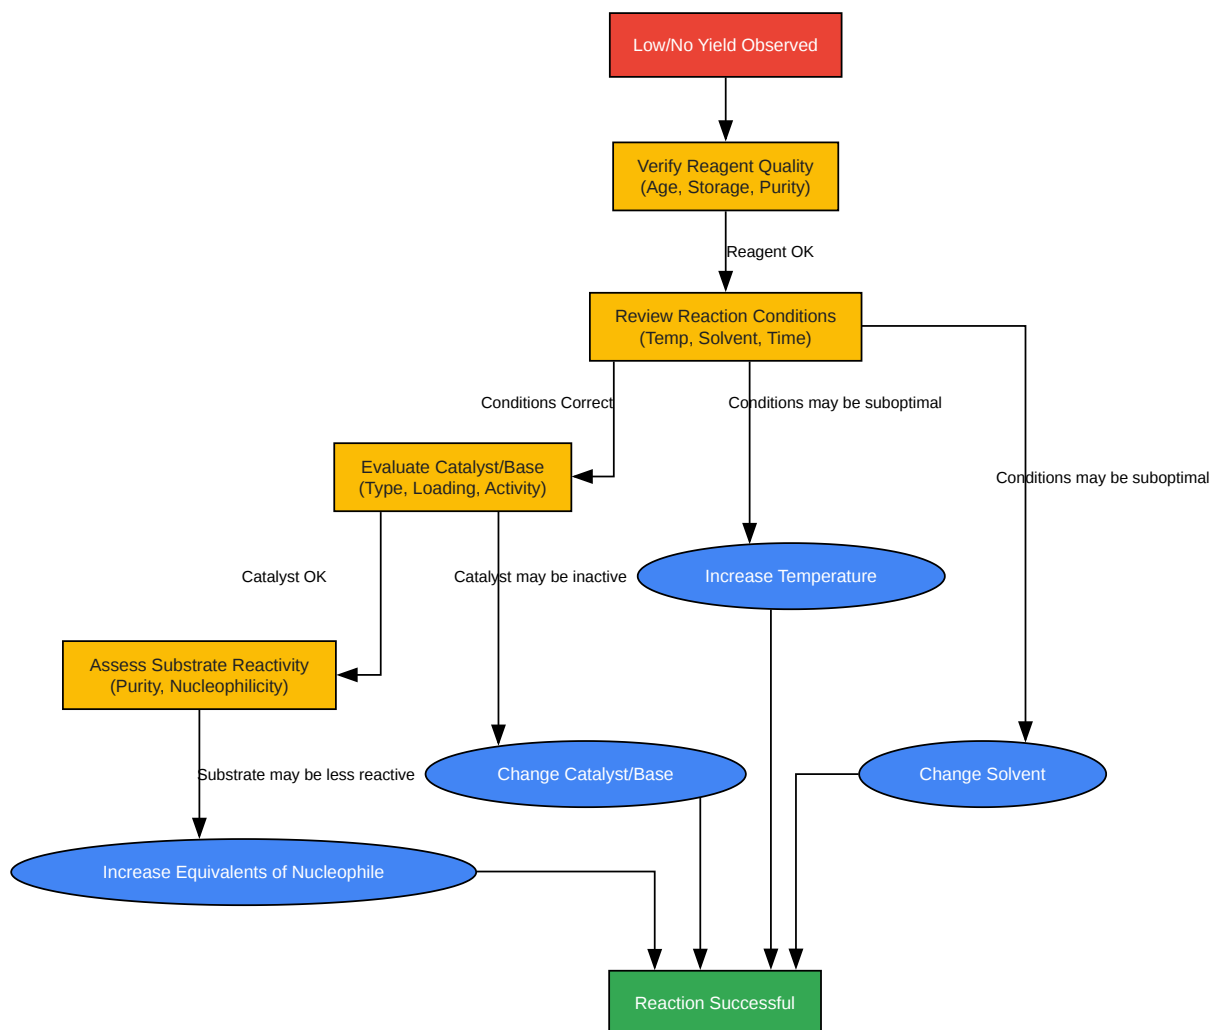 Low/No Yield Observed
Verify Reagent Quality
(Age, Storage, Purity)
Reagent OK
Review Reaction Conditions
(Temp, Solvent, Time)
Conditions Correct
Conditions may be suboptimal
Evaluate Catalyst/Base
(Type, Loading, Activity)
Conditions may be suboptimal
Catalyst OK
Catalyst may be inactive
Increase Temperature
Assess Substrate Reactivity
(Purity, Nucleophilicity)
Substrate may be less reactive
Change Catalyst/Base
Change Solvent
Increase Equivalents of Nucleophile
Reaction Successful